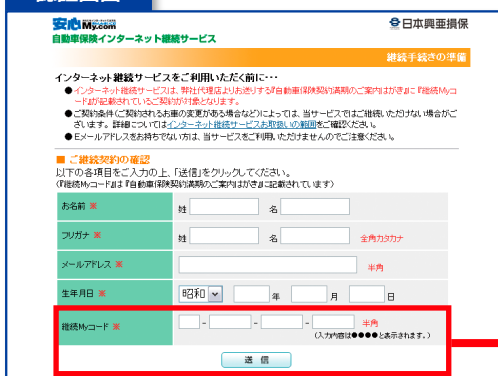 安心My.com
日本興亜損保
自動車保険インターネット継続サービス
継続手続きの準備
インターネット継続サービスをご利用いただく前に・・・
●インターネット継続サービスは、弊社代理店よりお送りする『自動車保険契約満期のご案内はがき』に『継続Myコ
ード』が記載されているご契約が対象となります。
●ご契約条件(ご契約されるお車の変更がある場合など)によっては、当サービスではご継続いただけない場合がご
ざいます。詳細についてはインターネット継続サービスお取扱いの範囲をご確認ください。
●Eメールアドレスをお持ちでない方は、当サービスをご利用いただけませんのでご注意ください。
■ ご継続契約の確認
以下の各項目をご入力の上、「送信」をクリックしてください。
(『継続Myコード』は『自動車保険契約満期のご案内はがき』に記載されています)
お名前 ※ 姓 名
フリガナ ※ 姓 名 全角カタカナ
メールアドレス ※ 半角
生年月日 ※ 昭和 年 月 日
継続Myコード ※ - - - 半角
(入力内容は●●●●と表示されます。)
送 信